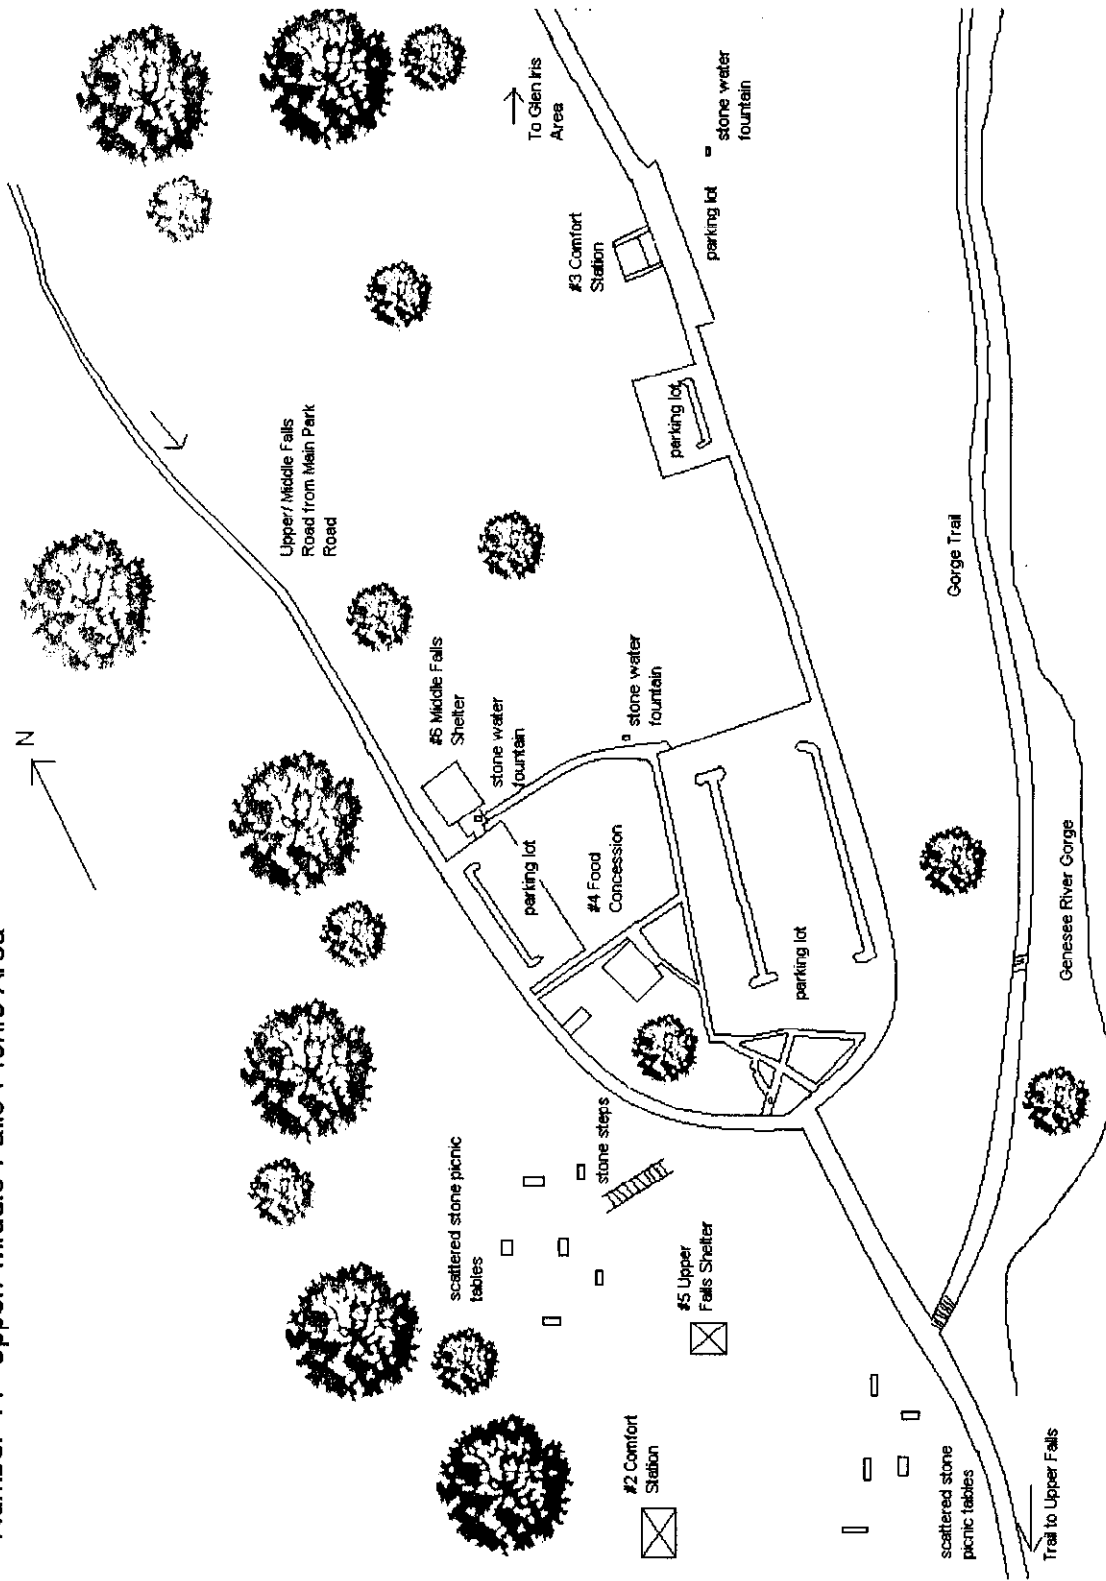 Upper/Middle Falls Picnic Area
N
Upper/ Middle Falls
Road from Main Park
Road
#6 Middle Falls
Shelter
scattered stone picnic
tables
stone water
fountain
To Glen Iris
Area
parking lot
#3 Comfort
Station
#4 Food
Concession
stone steps
#2 Comfort
Station
stone water
fountain
parking lot
#5 Upper
Falls Shelter
parking lot
stone water
fountain
parking lot
scattered stone
picnic tables
Gorge Trail
Trail to Upper Falls
Genesee River Gorge